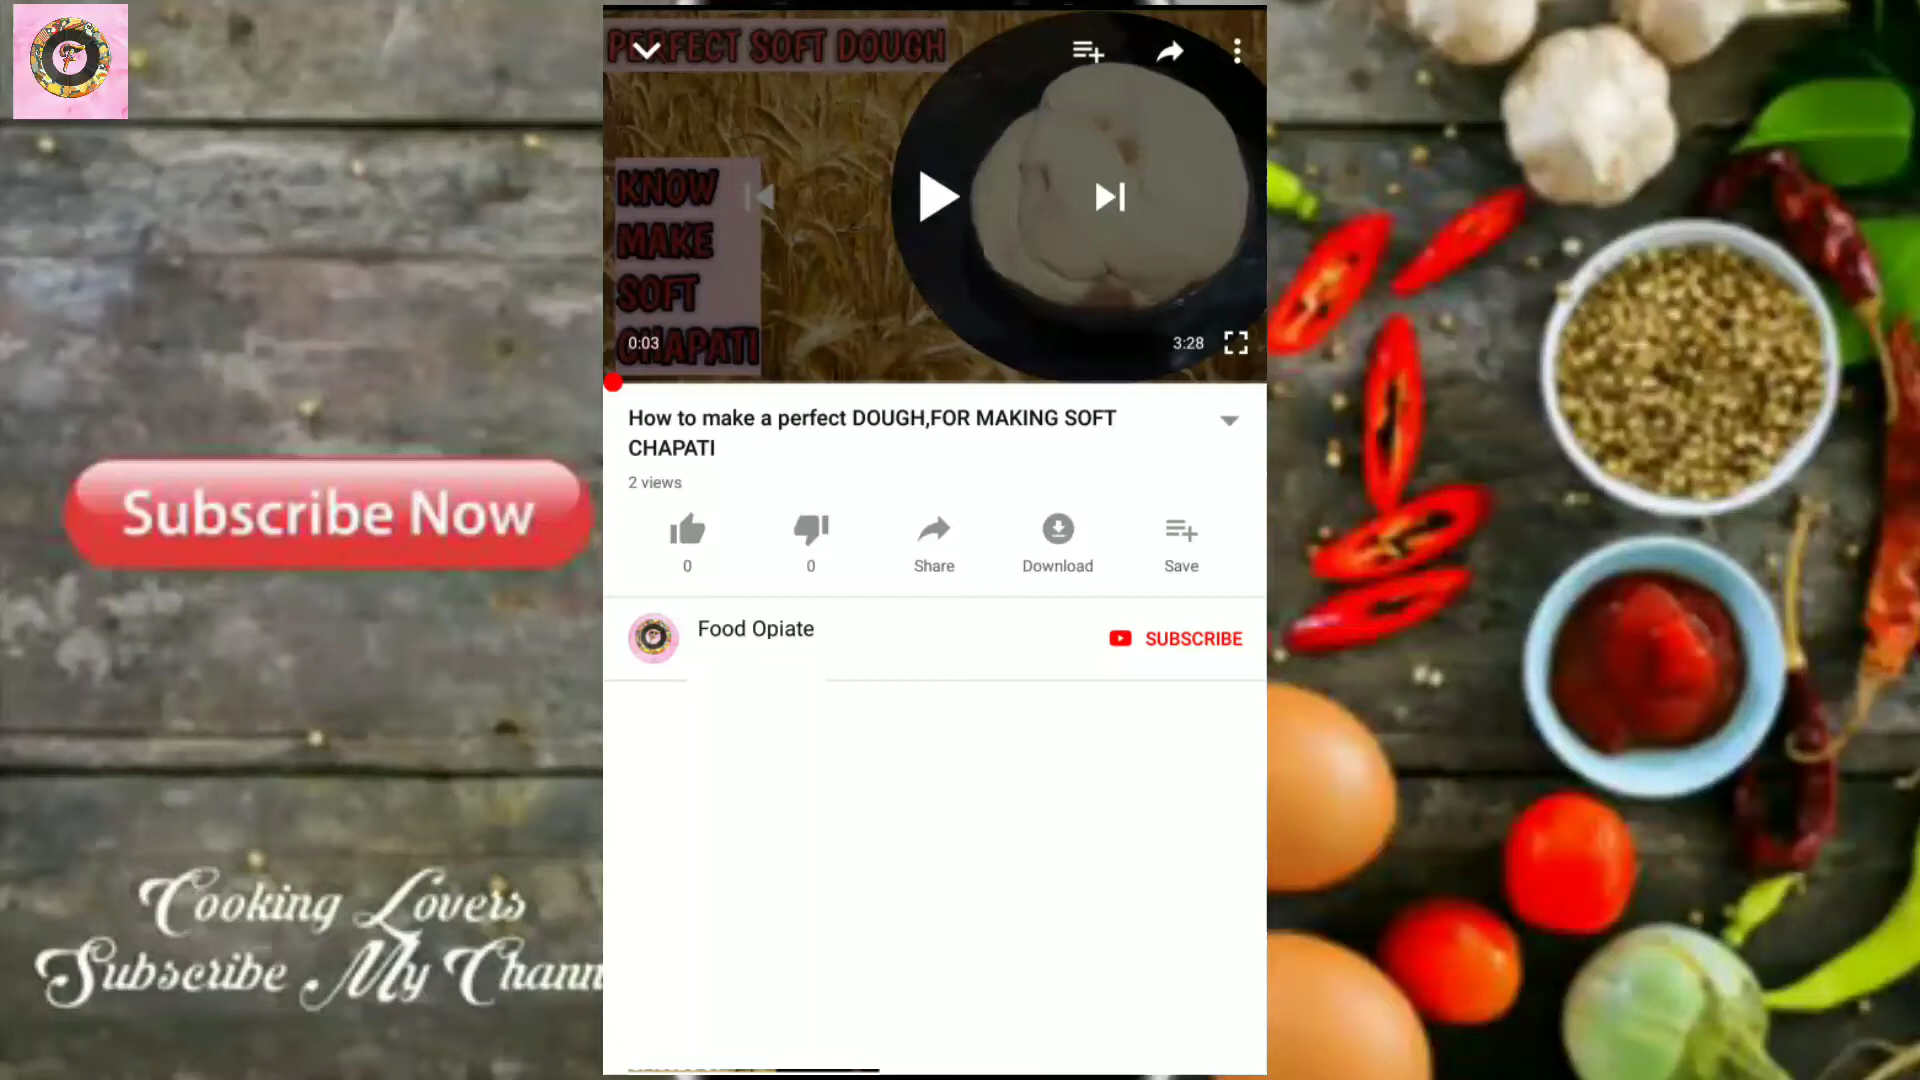 PERFECT SOFT DOUGH
KNOW
MAKE
SOFT
CHAPATI
0:03
3:28
How to make a perfect DOUGH,FOR MAKING SOFT
CHAPATI
2 views
0
0
Share
Download
Save
Food Opiate
SUBSCRIBE
Subscribe Now
Cooking Lovers
Subscribe My Chann